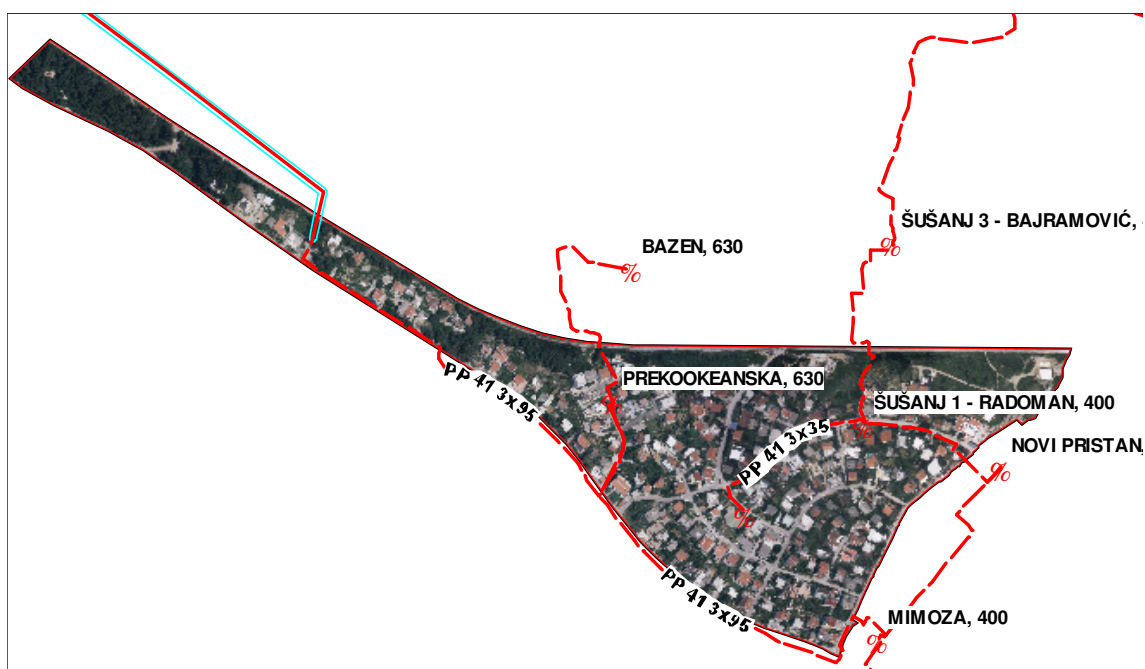 ŠUŠANJ 3 - BAJRAMOVIĆ,
%
BAZEN, 630
%
PREKOOKEANSKA, 630
%
PP 41 3x95
ŠUŠANJ 1 - RADOMAN, 400
%
PP 41 3x35
NOVI PRISTAN,
%
%
PP 41 3x95
MIMOZA, 400
%